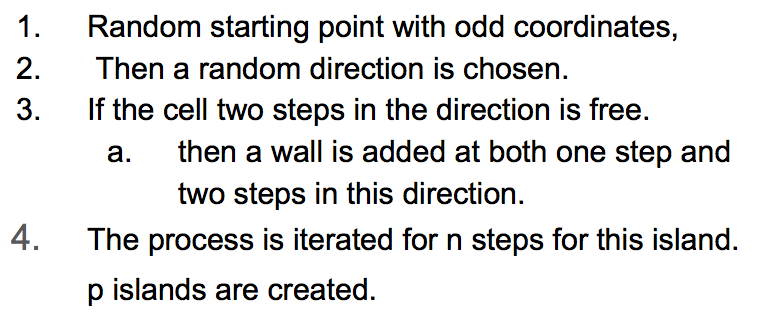 1. Random starting point with odd coordinates,
2. Then a random direction is chosen.
3. If the cell two steps in the direction is free.
a. then a wall is added at both one step and
two steps in this direction.
4. The process is iterated for n steps for this island.
p islands are created.